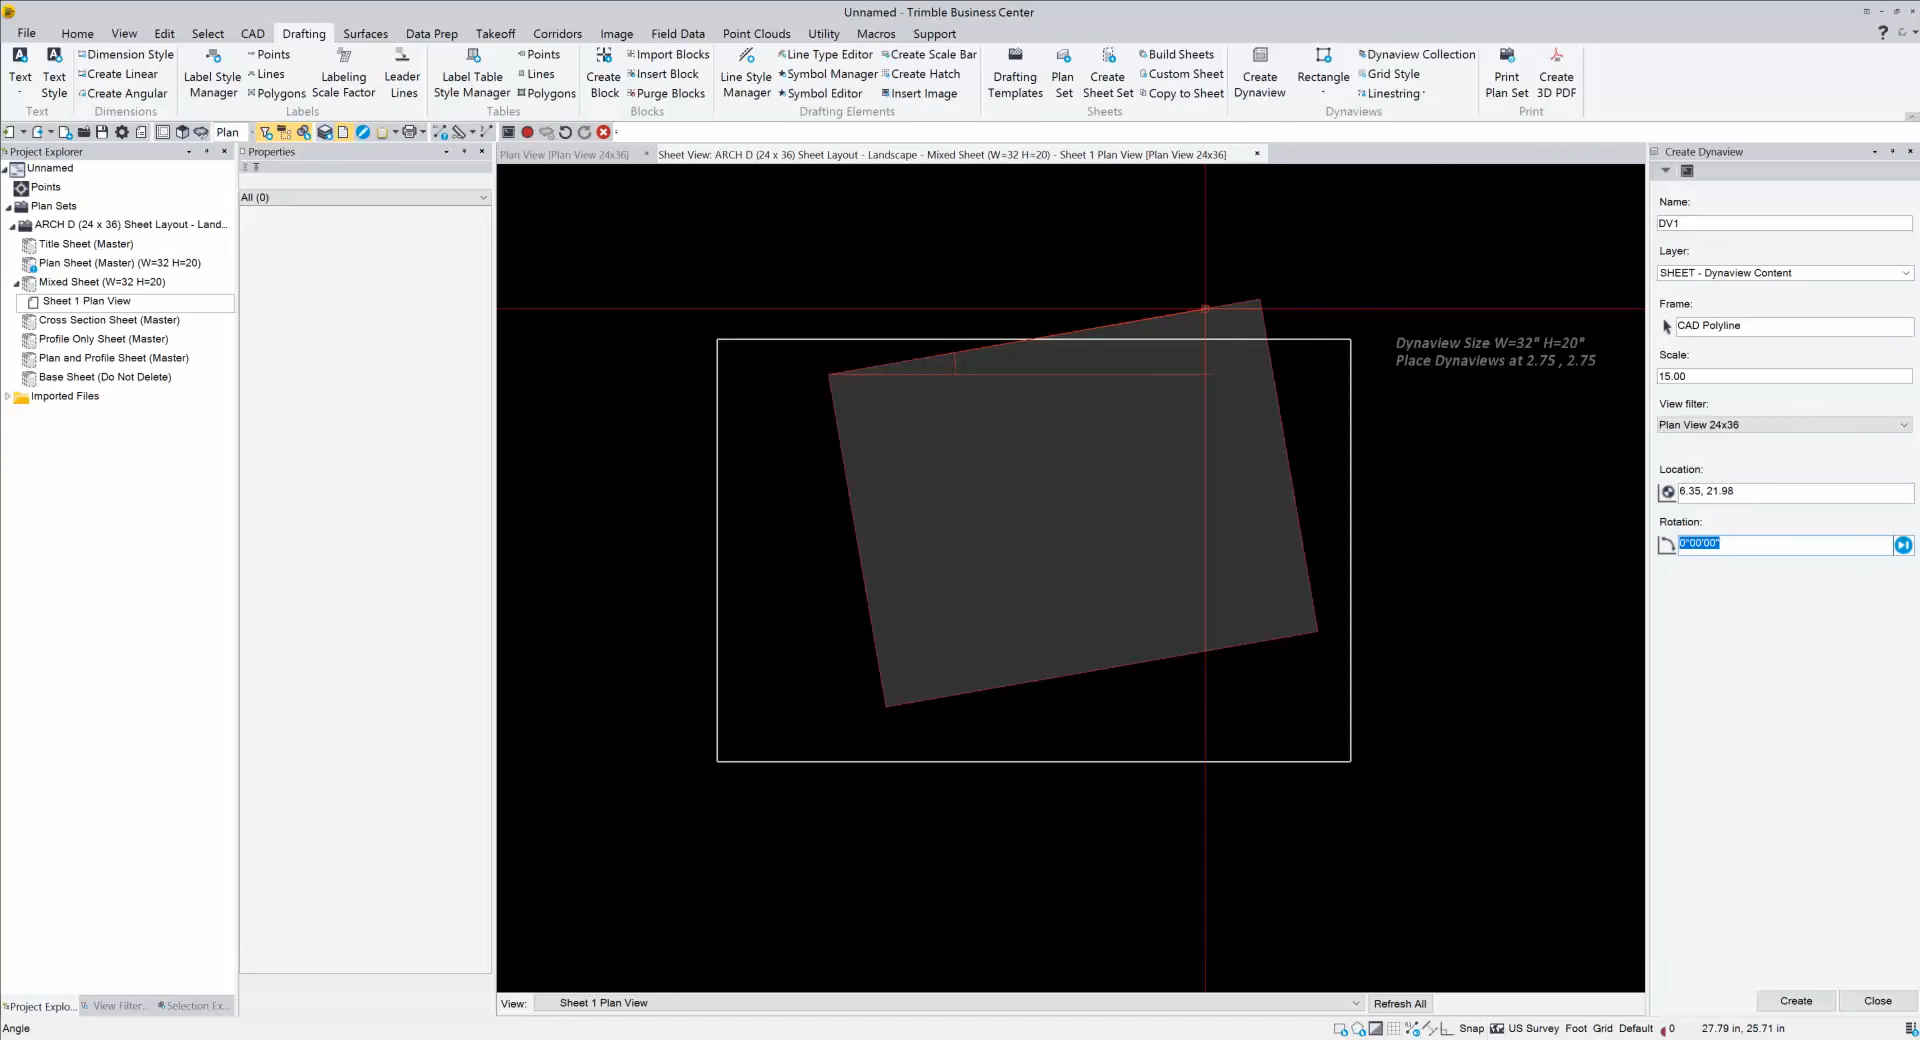 Unnamed - Trimble Business Center
File Home View Edit Select CAD Drafting Surfaces Data Prep Takeoff Corridors Image Field Data Point Clouds Utility Macros Support
Text
Text Style
Text
Dimension Style
Create Linear
Create Angular
Dimensions
Label Style Manager
Points
Lines
Polygons
Labeling Scale Factor
Leader Lines
Labels
Label Table Style Manager
Points
Lines
Polygons
Tables
Create Block
Import Blocks
Insert Block
Purge Blocks
Blocks
Line Style Manager
Line Type Editor
Symbol Manager
Symbol Editor
Create Scale Bar
Create Hatch
Insert Image
Drafting Elements
Drafting Templates
Plan Set
Create Sheet Set
Build Sheets
Custom Sheet
Copy to Sheet
Sheets
Create Dynaview
Rectangle
Dynaview Collection
Grid Style
Linestring
Dynaviews
Print Plan Set
Create 3D PDF
Print
Plan
Project Explorer
Unnamed
Points
Plan Sets
ARCH D (24 x 36) Sheet Layout - Land...
Title Sheet (Master)
Plan Sheet (Master) (W=32 H=20)
Mixed Sheet (W=32 H=20)
Sheet 1 Plan View
Cross Section Sheet (Master)
Profile Only Sheet (Master)
Plan and Profile Sheet (Master)
Base Sheet (Do Not Delete)
Imported Files
Project Explo...
View Filter...
Selection Ex...
Properties
All (0)
Plan View [Plan View 24x36]
Sheet View: ARCH D (24 x 36) Sheet Layout - Landscape - Mixed Sheet (W=32 H=20) - Sheet 1 Plan View [Plan View 24x36]
Dynaview Size W=32" H=20"
Place Dynaviews at 2.75 , 2.75
View: Sheet 1 Plan View
Refresh All
Create Dynaview
Name:
DV1
Layer:
SHEET - Dynaview Content
Frame:
CAD Polyline
Scale:
15.00
View filter:
Plan View 24x36
Location:
6.35, 21.98
Rotation:
0°00'00"
Create
Close
Angle
Snap
US Survey Foot
Grid
Default
0
27.79 in, 25.71 in